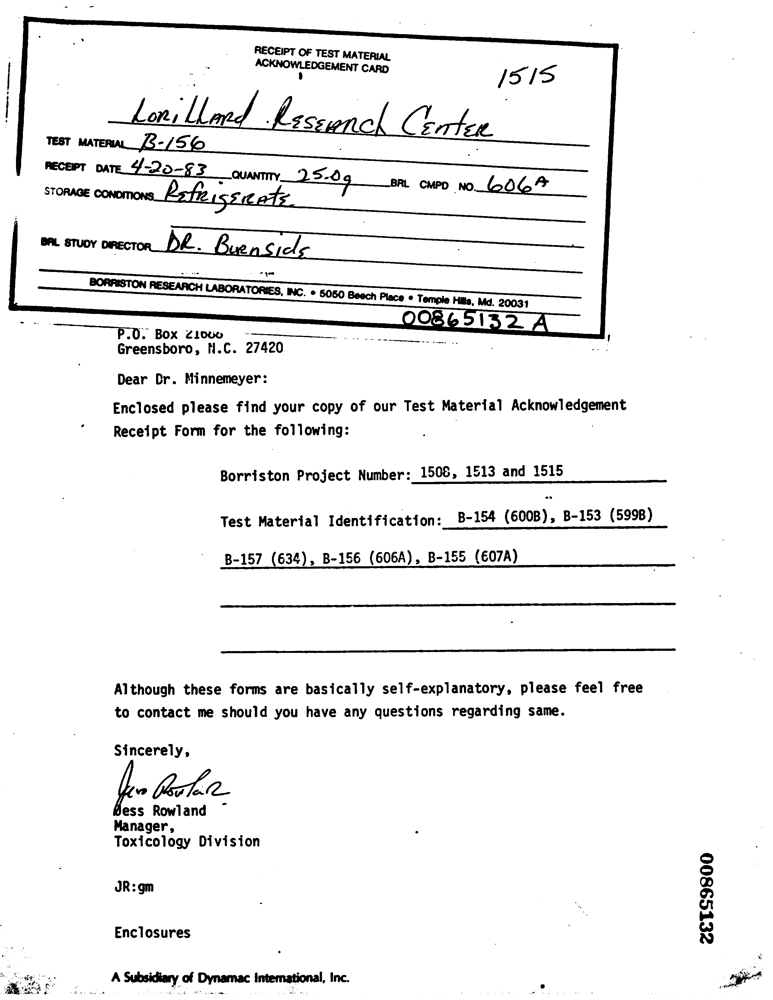 RECEIPT OF TEST MATERIAL
ACKNOWLEDGEMENT CARD
1515
Lorillard Research Center
TEST MATERIAL B-156
RECEIPT DATE 4-20-83 QUANTITY 25.0g BRL CMPD NO. 606A
STORAGE CONDITIONS Refrigerate
BRL STUDY DIRECTOR DR. Burnside
BORRISTON RESEARCH LABORATORIES, INC. • 5050 Beech Place • Temple Hills, Md. 20031
00865132 A
P.O. Box
Greensboro, N.C. 27420
Dear Dr. Minnemeyer:
Enclosed please find your copy of our Test Material Acknowledgement
Receipt Form for the following:
Borriston Project Number: 1508, 1513 and 1515
Test Material Identification: B-154 (600B), B-153 (599B)
B-157 (634), B-156 (606A), B-155 (607A)
Although these forms are basically self-explanatory, please feel free
to contact me should you have any questions regarding same.
Sincerely,
Jess Rowland
Manager,
Toxicology Division
JR:gm
Enclosures
A Subsidiary of Dynamac International, Inc.
00865132